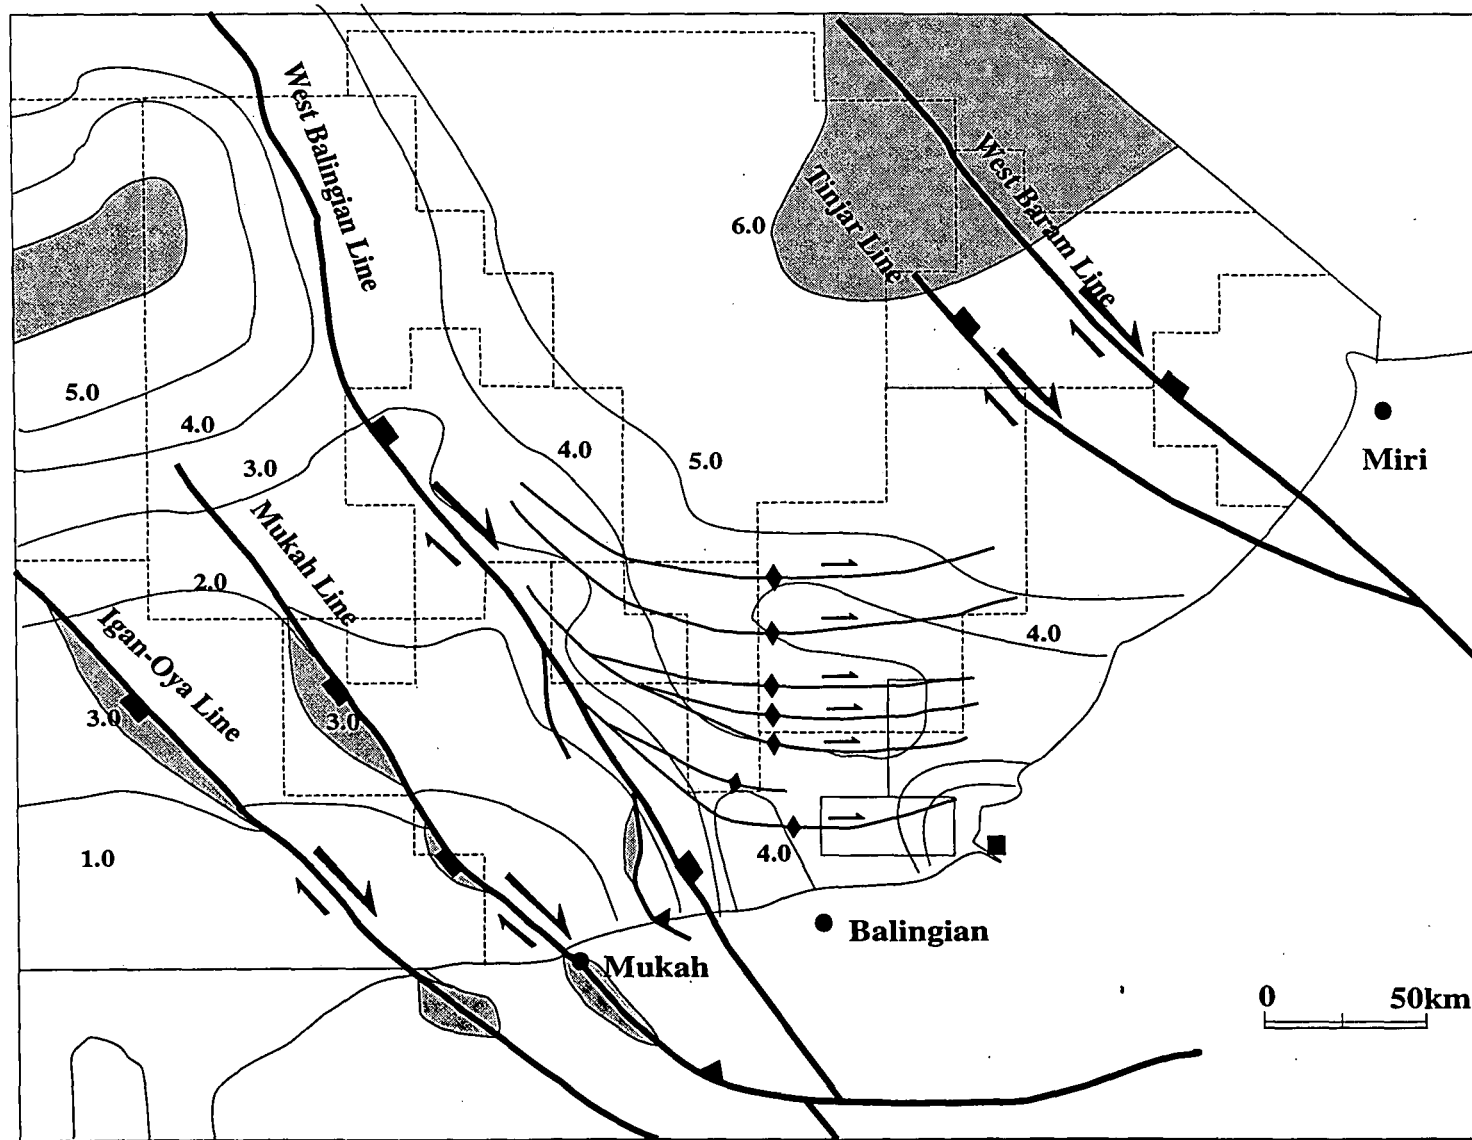 West Balingian Line
West Baram Line
Tinjar Line
6.0
5.0
4.0
3.0
4.0
5.0
Miri
Mukah Line
2.0
Igan-Oya Line
4.0
3.0
3.0
1.0
4.0
Balingian
Mukah
0
50km